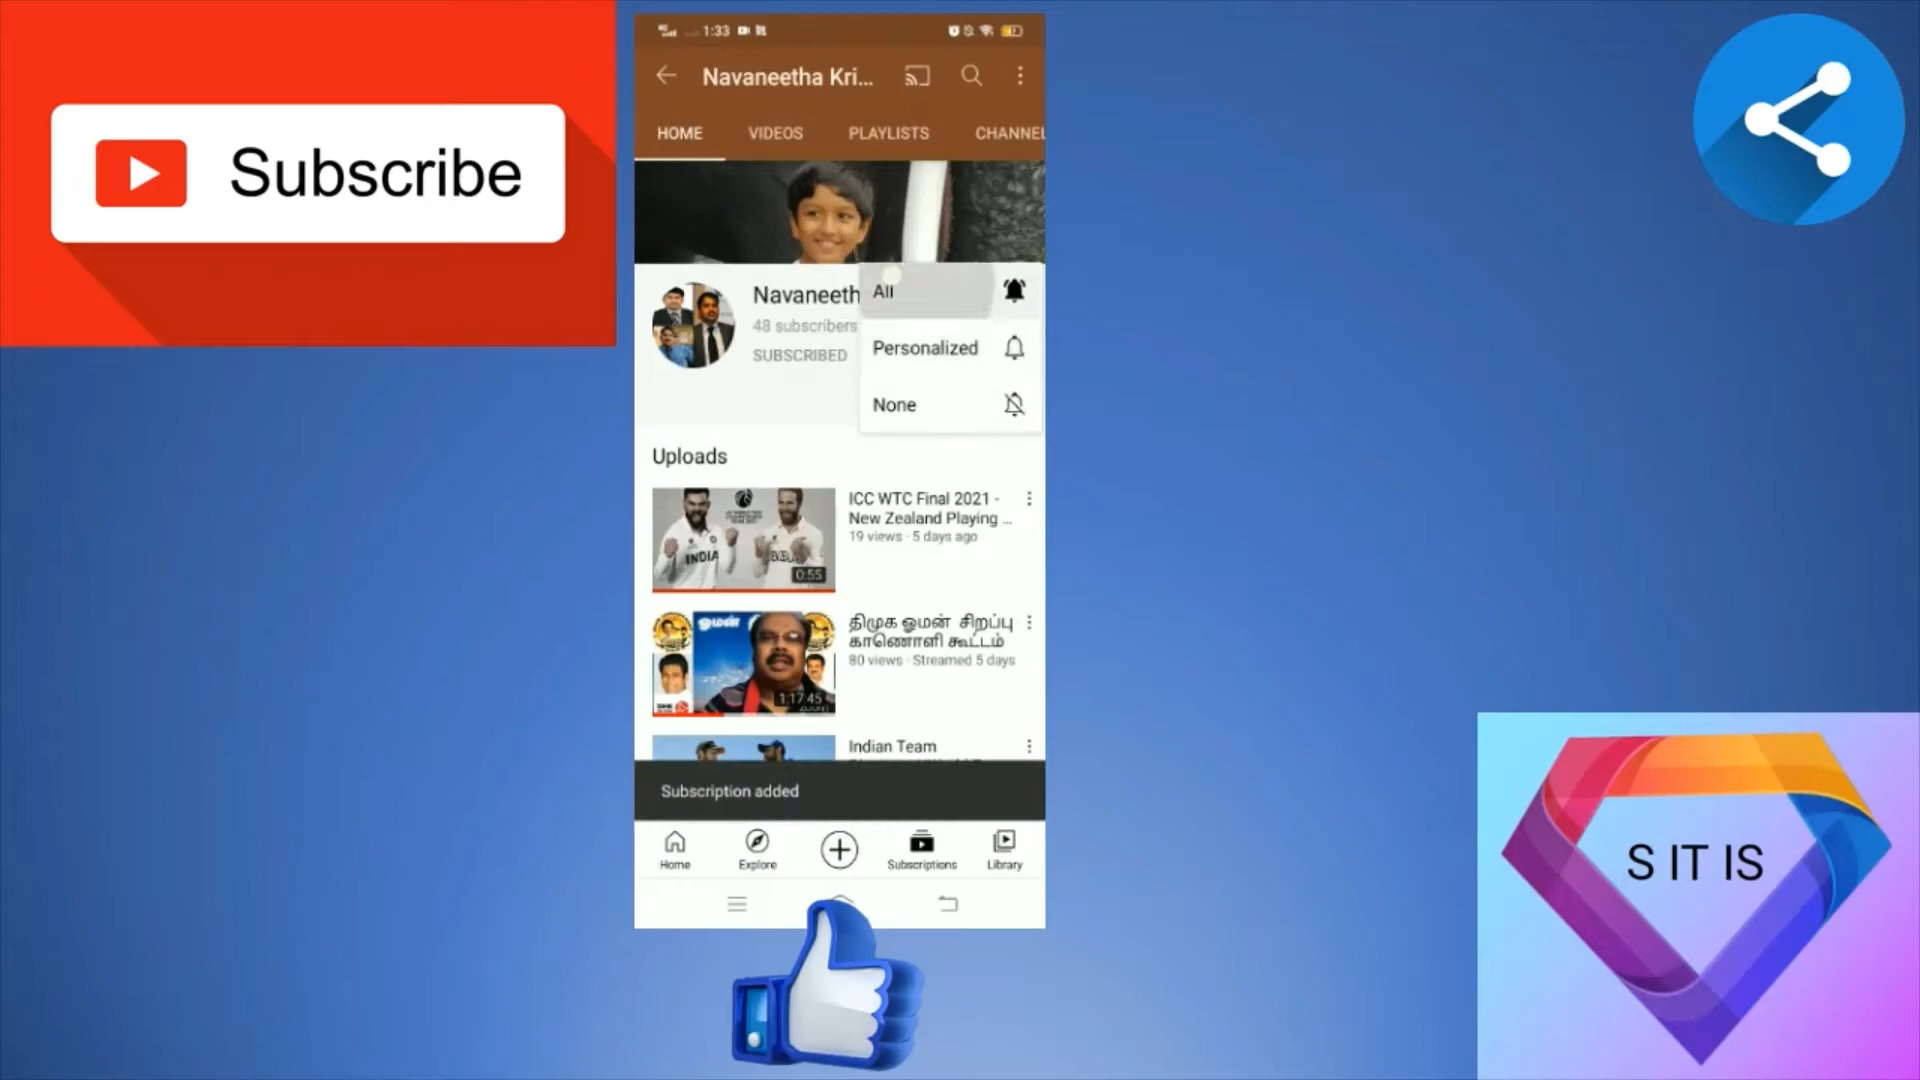 Subscribe
1:33
Navaneetha Kri...
HOME VIDEOS PLAYLISTS CHANNEL
Navaneeth
48 subscribers
SUBSCRIBED
All
Personalized
None
Uploads
ICC WTC Final 2021 -
New Zealand Playing ...
19 views · 5 days ago
INDIA
0:55
திமுக ஓமன் சிறப்பு
காணொளி கூட்டம்
80 views · Streamed 5 days
ஓமன்
1:17:45
Indian Team
Subscription added
Home Explore Subscriptions Library
S IT IS